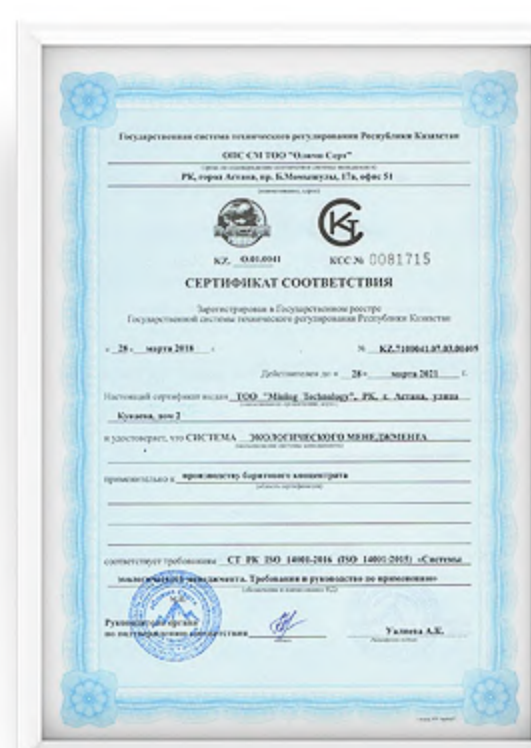 Государственная система технического регулирования Республики Казахстан
ОПС СМ ТОО "Олимп Серт"
РК, город Астана, пр. Б.Момышулы, 17а, офис 51
KZ. О.01.0041 КСС № 0081715
СЕРТИФИКАТ СООТВЕТСТВИЯ
Зарегистрирован в Государственном реестре
Государственной системы технического регулирования Республики Казахстан
« 28 » марта 2018 г. № KZ.7100041.07.03.00405
Действителен до « 28 » марта 2021 г.
Настоящий сертификат выдан ТОО "Mining Technology", РК, г. Астана, улица
дом 2
и удостоверяет, что СИСТЕМА ЭКОЛОГИЧЕСКОГО МЕНЕДЖМЕНТА
применительно к производству баритового концентрата
(область сертификации)
соответствует требованиям СТ РК ISO 14001-2016 (ISO 14001:2015) «Системы
экологического менеджмента. Требования и руководство по применению»
Руководитель органа
по подтверждению соответствия Уалиева А.К.